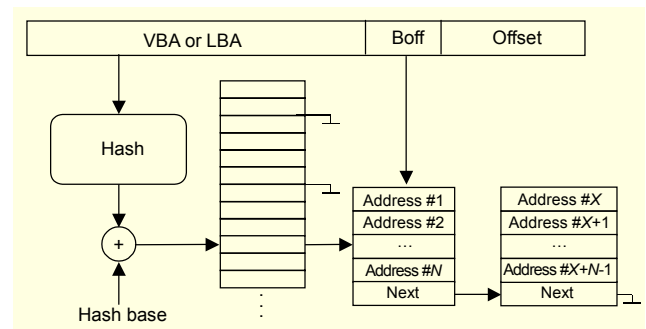 VBA or LBA Boff Offset
Hash
+
Hash base
Address #1
Address #2
...
Address #N
Next
Address #X
Address #X+1
...
Address #X+N-1
Next